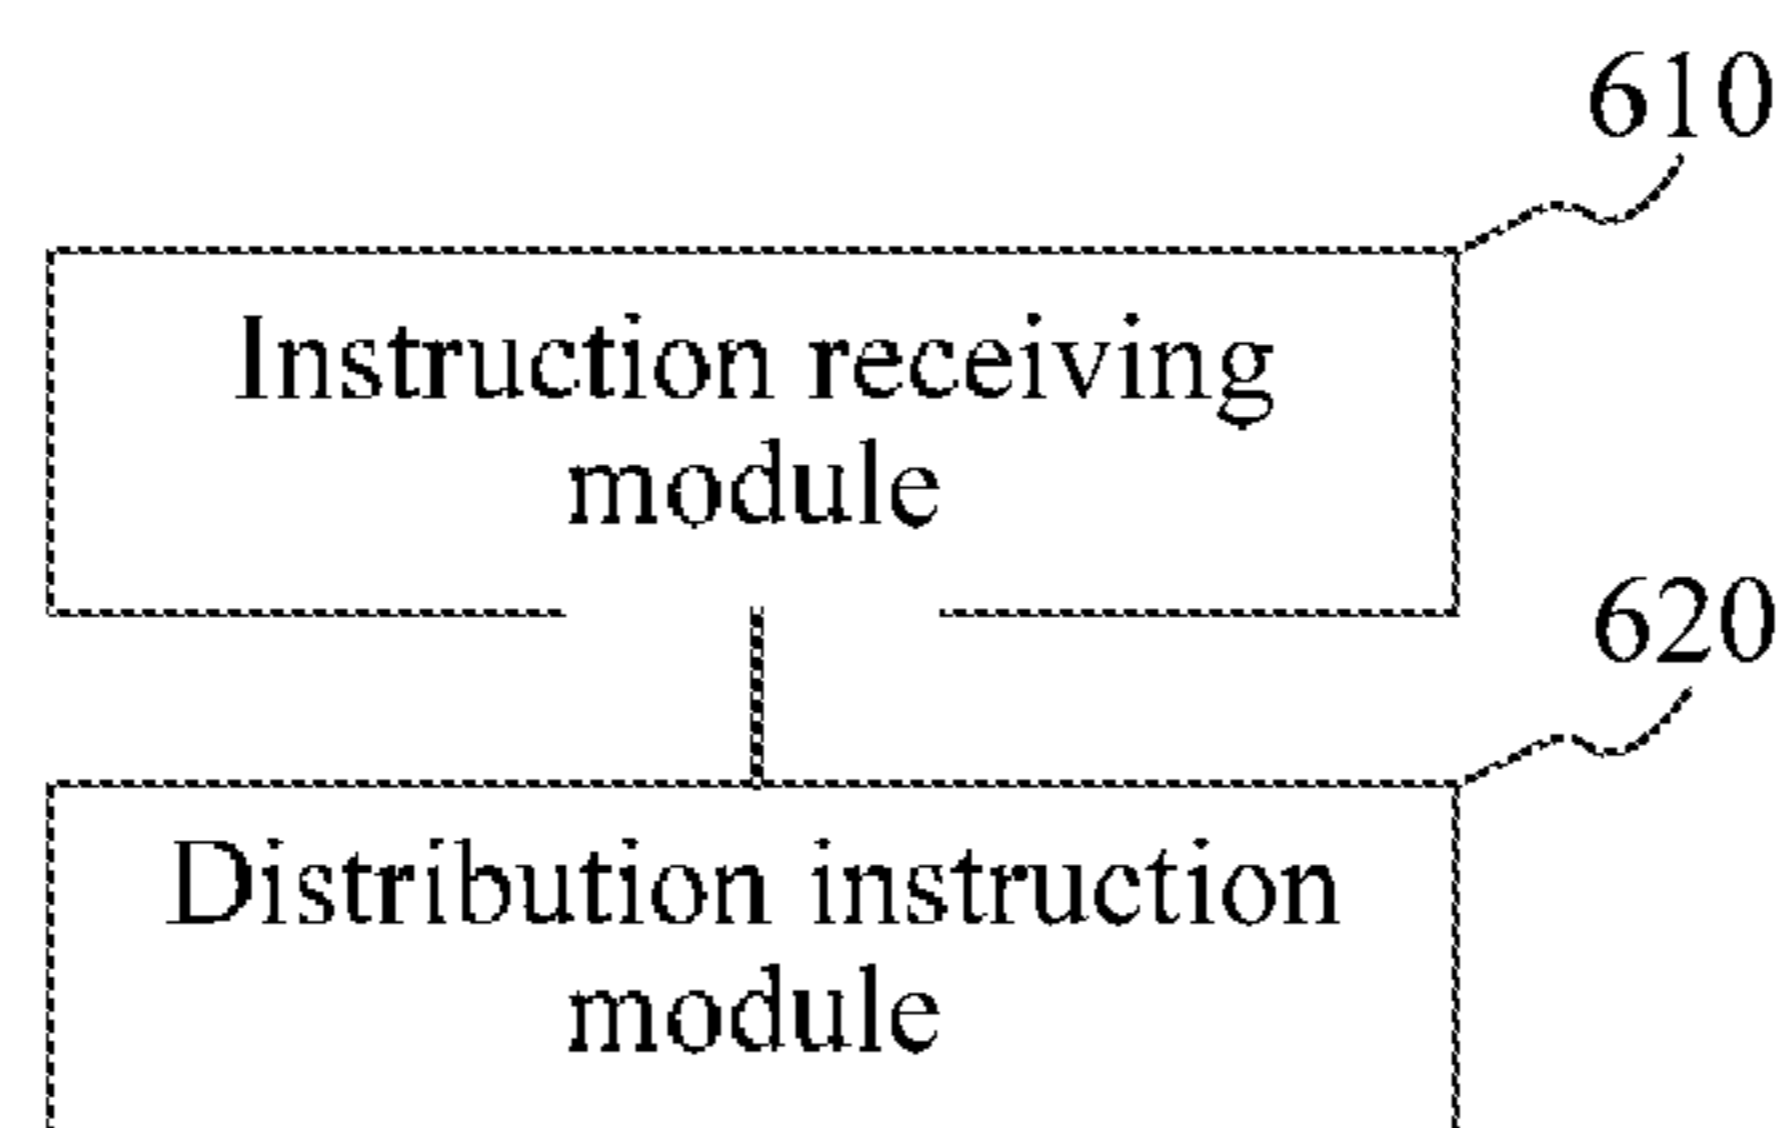 610
Instruction receiving
module
620
Distribution instruction
module